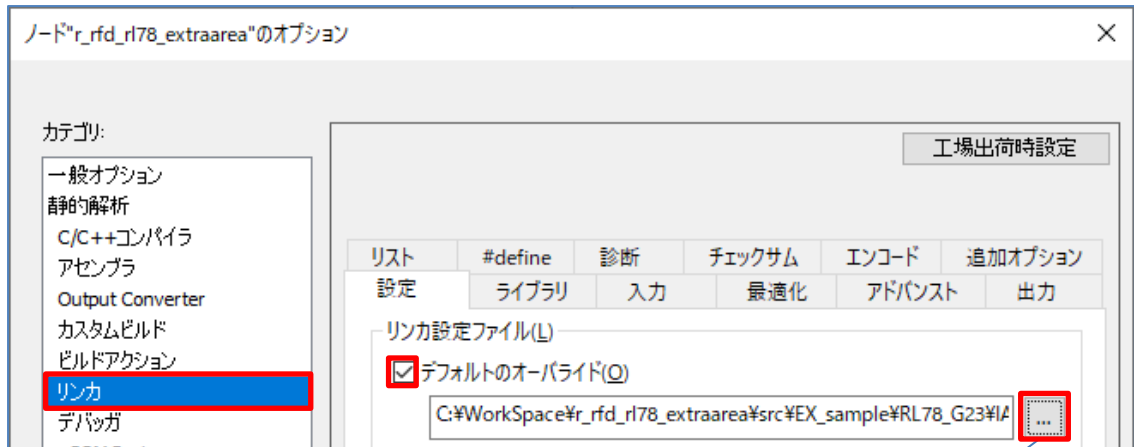 ノード"r_rfd_rl78_extraarea"のオプション
カテゴリ:
一般オプション
静的解析
C/C++コンパイラ
アセンブラ
Output Converter
カスタムビルド
ビルドアクション
リンカ
デバッガ
工場出荷時設定
リスト #define 診断 チェックサム エンコード 追加オプション
設定 ライブラリ 入力 最適化 アドバンスト 出力
リンカ設定ファイル(L)
デフォルトのオーバライド(O)
C:¥WorkSpace¥r_rfd_rl78_extraarea¥src¥EX_sample¥RL78_G23¥IA
...